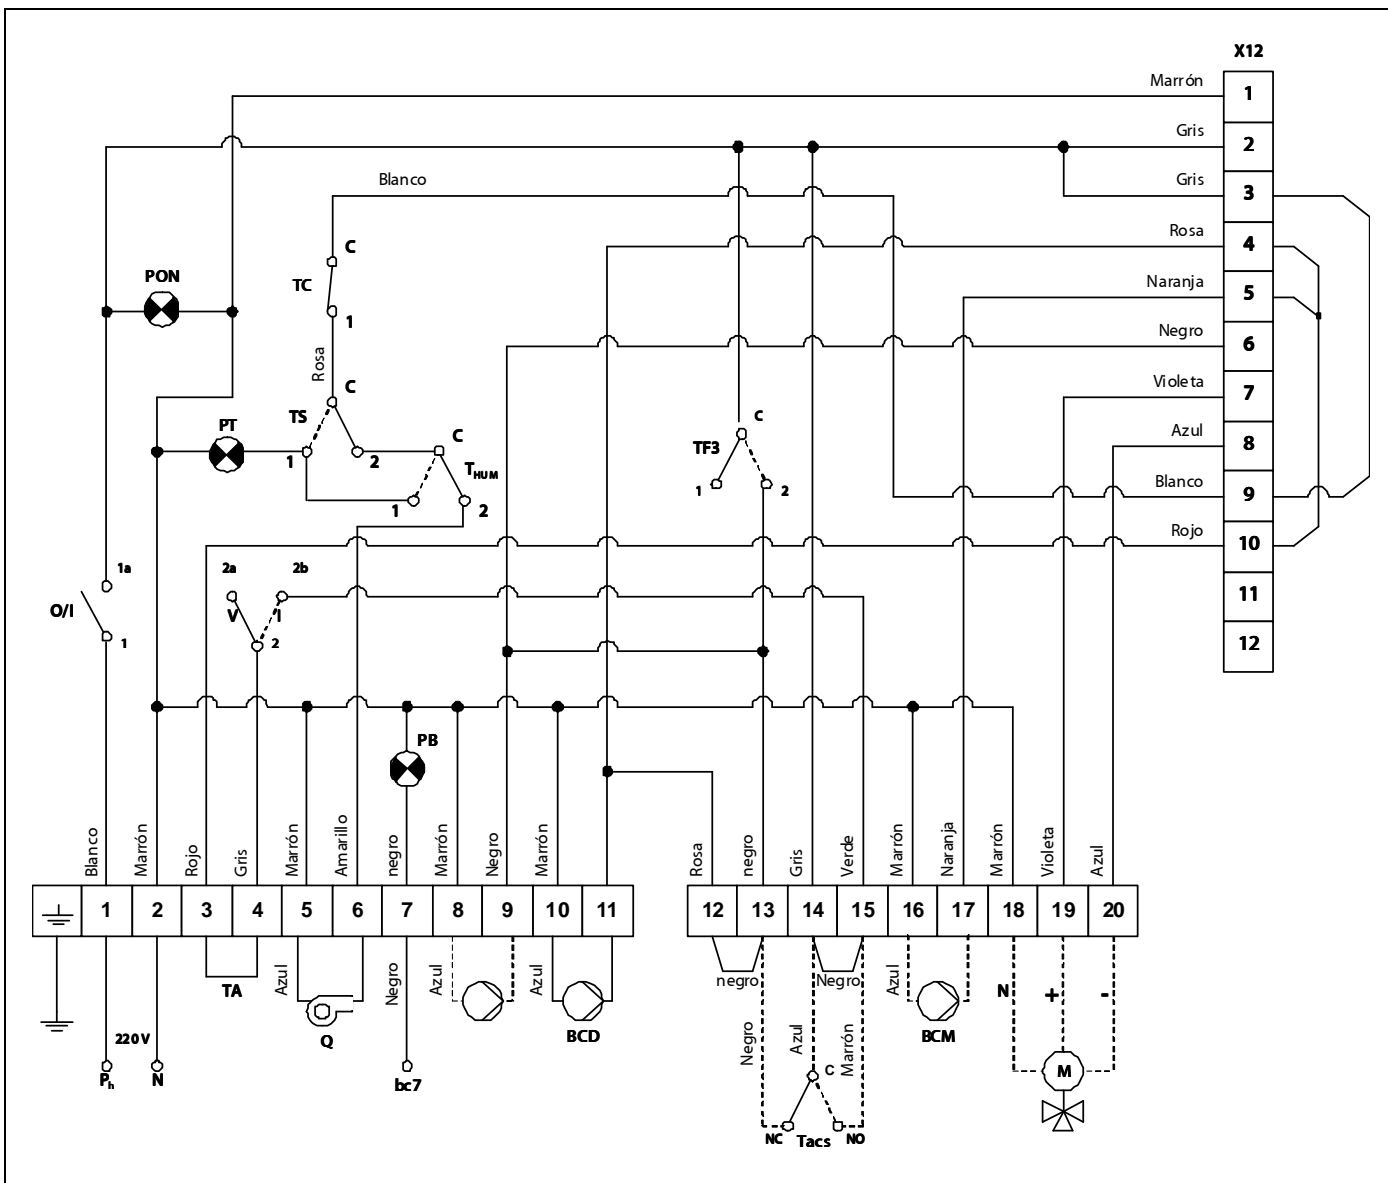 X12
Marrón
1
Gris
2
Gris
3
Blanco
Rosa
4
C
TC
1
PON
Naranja
5
Negro
6
Rosa
C
TS
Violeta
7
PT
1
2
C
T HUM
1
2
C
TF3
1
2
Azul
8
Blanco
9
Rojo
10
11
12
1a
O/I
1
2a
2b
V
I
2
PB
Blanco
Marrón
Rojo
Gris
Marrón
Amarillo
negro
Marrón
Negro
Marrón
Rosa
negro
Gris
Verde
Marrón
Naranja
Marrón
Violeta
Azul
1 2 3 4 5 6 7 8 9 10 11
12 13 14 15 16 17 18 19 20
TA
Azul
Q
Negro
Azul
Azul
BCD
negro
Negro
Azul
BCM
N
+
-
220 V
Ph
N
bc7
Negro
Azul
Marrón
C
NC
Tacs
NO
M